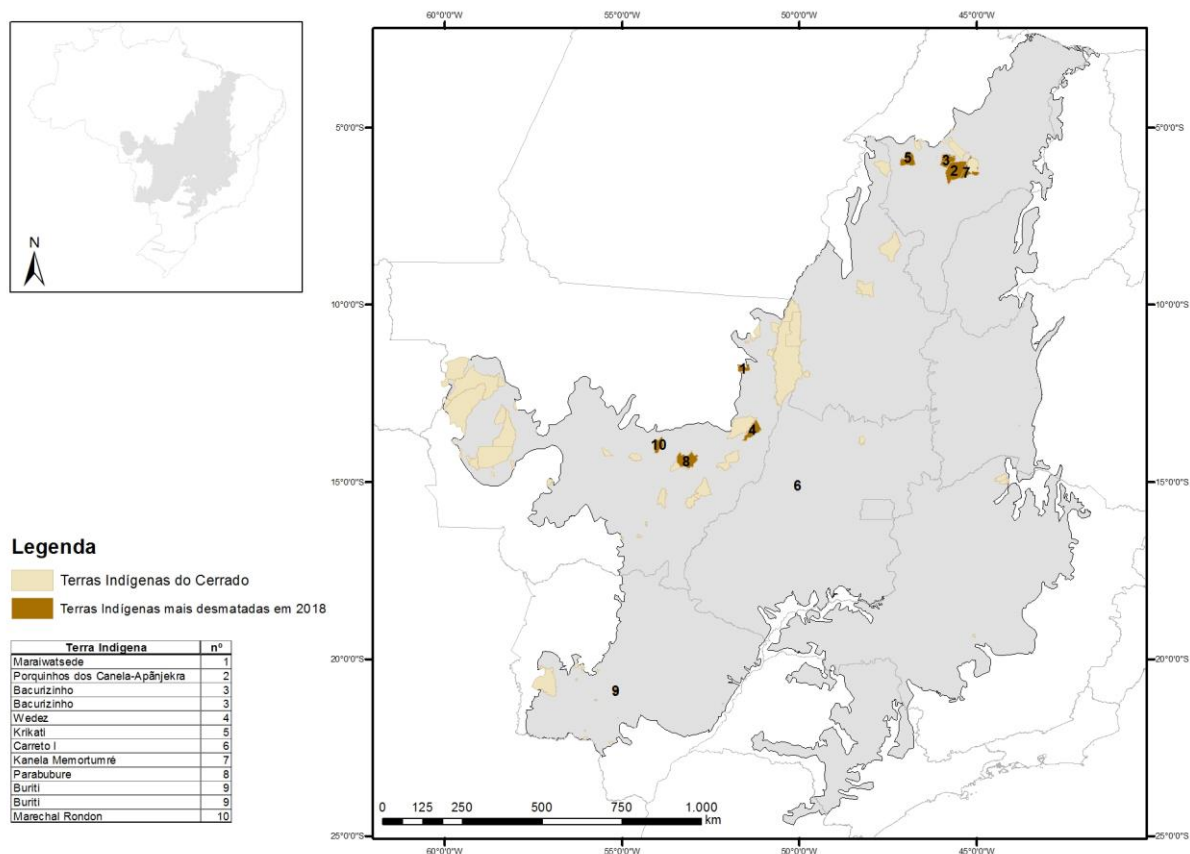 60°0'0"W 55°0'0"W 50°0'0"W 45°0'0"W
N
5°0'0"S 5°0'0"S
10°0'0"S 10°0'0"S
15°0'0"S 15°0'0"S
20°0'0"S 20°0'0"S
25°0'0"S 25°0'0"S
5
3
2 7
1
4
10
8
6
9
Legenda
Terras Indígenas do Cerrado
Terras Indígenas mais desmatadas em 2018
Terra Indígena nº
Maraiwatsede 1
Porquinhos dos Canela-Apãnjekra 2
Bacurizinho 3
Bacurizinho 3
Wedez 4
Krikati 5
Carreto I 6
Kanela Memortumré 7
Parabubure 8
Buriti 9
Buriti 9
Marechal Rondon 10
0 125 250 500 750 1.000
km
60°0'0"W 55°0'0"W 50°0'0"W 45°0'0"W